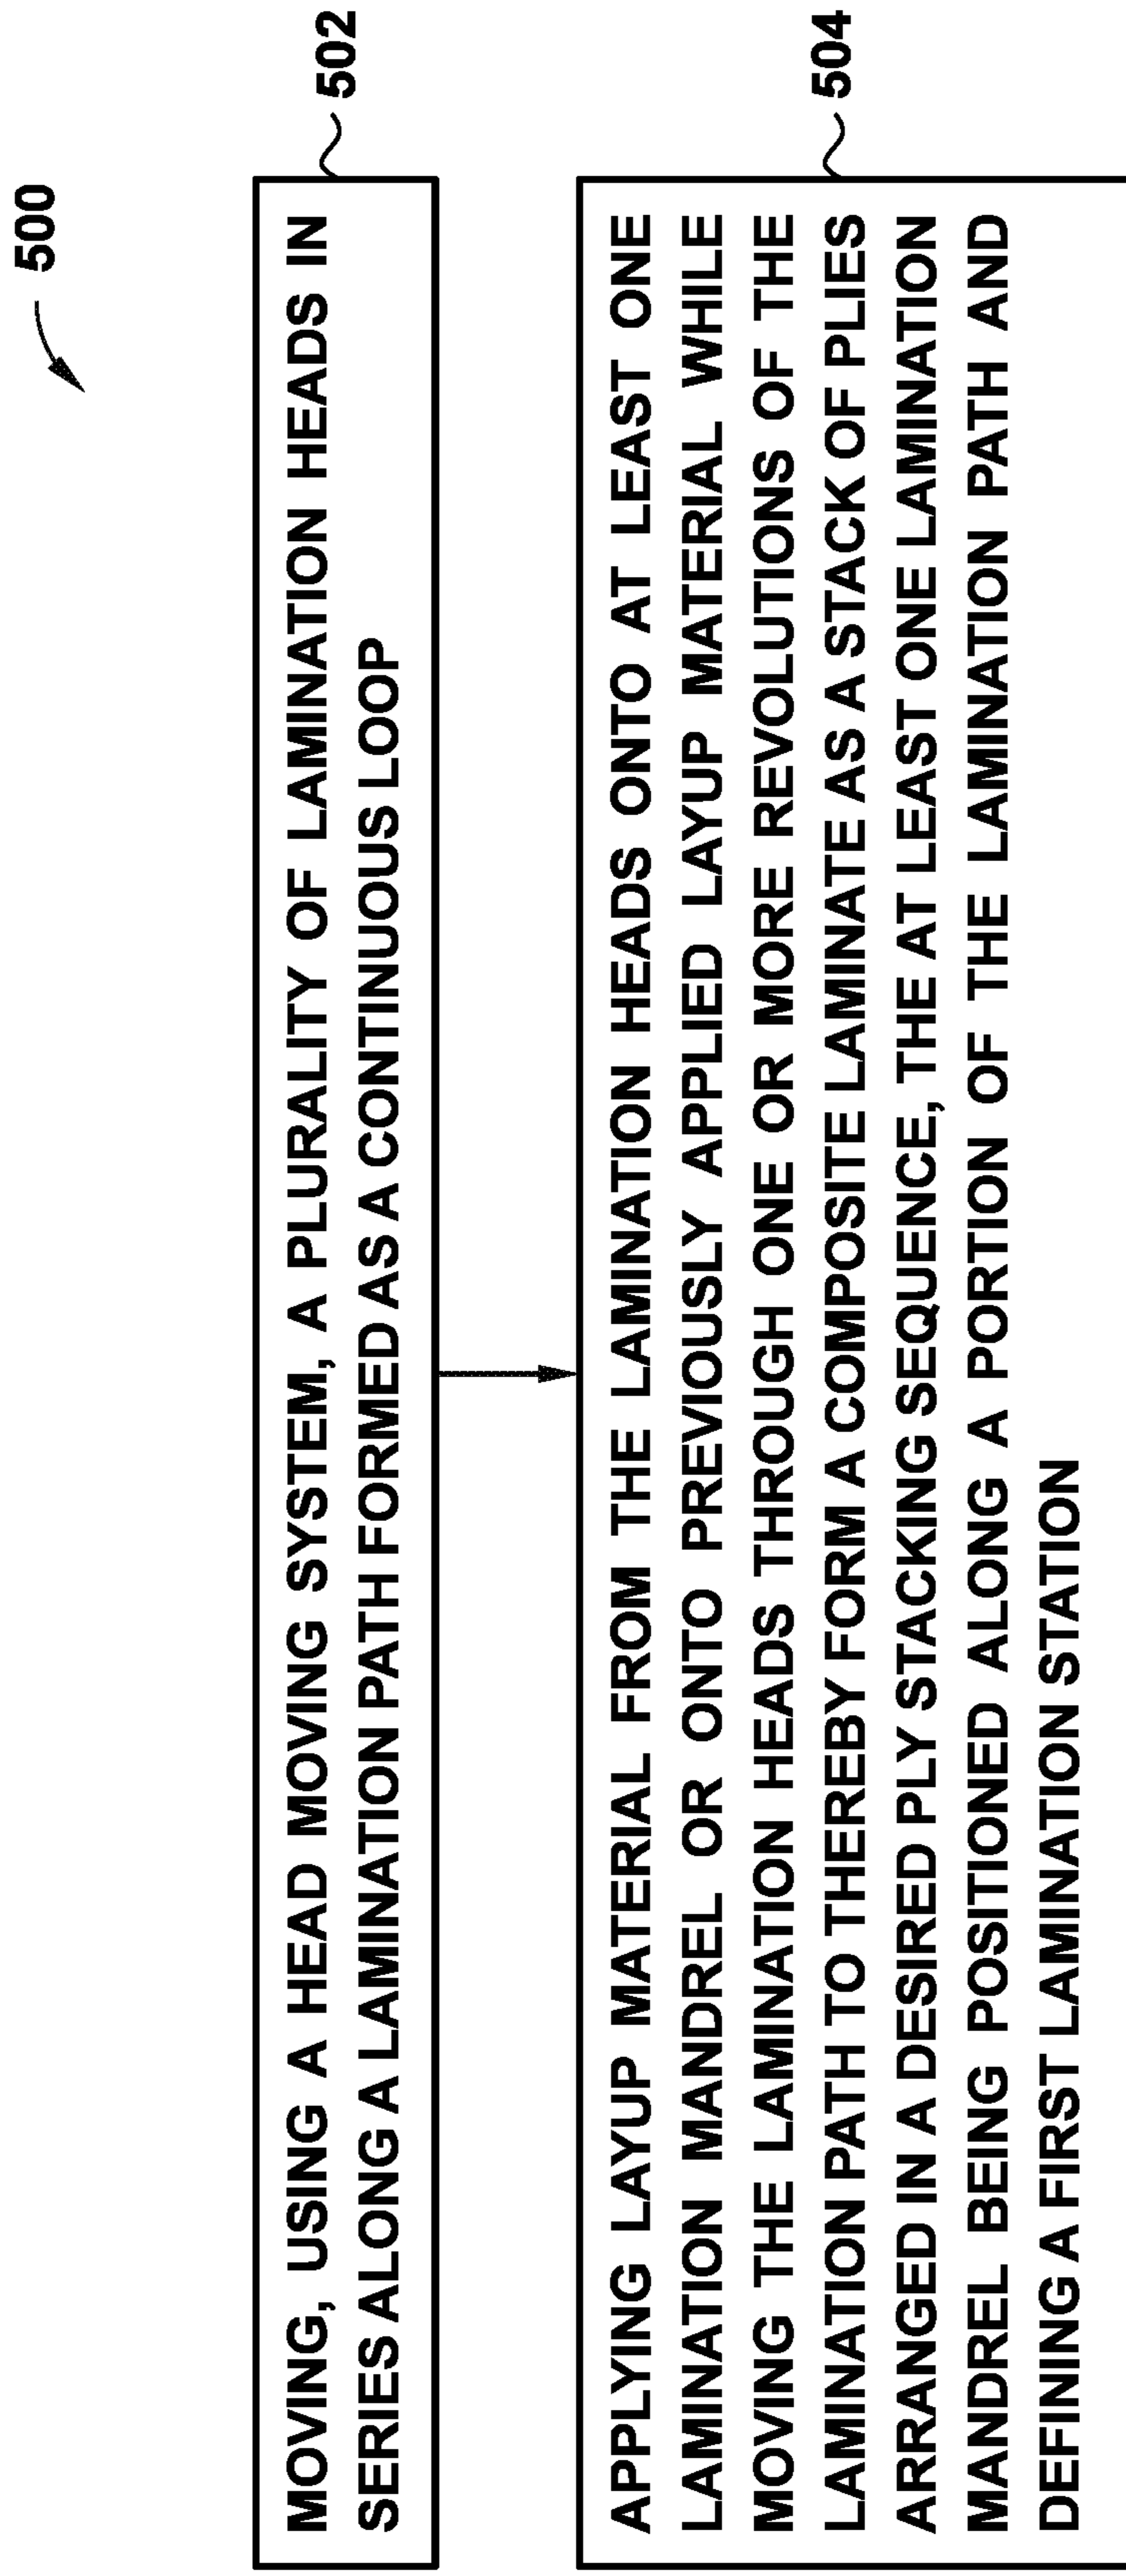 500
MOVING, USING A HEAD MOVING SYSTEM, A PLURALITY OF LAMINATION HEADS IN
SERIES ALONG A LAMINATION PATH FORMED AS A CONTINUOUS LOOP
502
APPLYING LAYUP MATERIAL FROM THE LAMINATION HEADS ONTO AT LEAST ONE
LAMINATION MANDREL OR ONTO PREVIOUSLY APPLIED LAYUP MATERIAL WHILE
MOVING THE LAMINATION HEADS THROUGH ONE OR MORE REVOLUTIONS OF THE
LAMINATION PATH TO THEREBY FORM A COMPOSITE LAMINATE AS A STACK OF PLIES
ARRANGED IN A DESIRED PLY STACKING SEQUENCE, THE AT LEAST ONE LAMINATION
MANDREL BEING POSITIONED ALONG A PORTION OF THE LAMINATION PATH AND
DEFINING A FIRST LAMINATION STATION
504